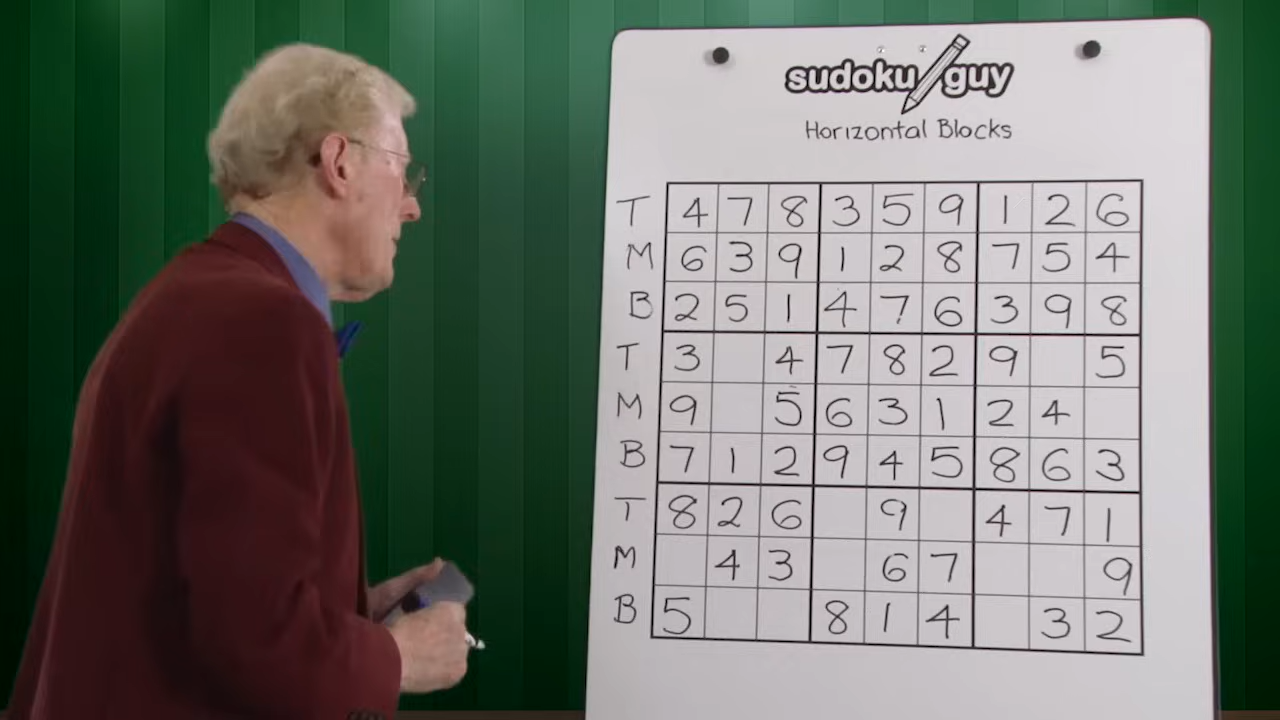 sudoku guy
Horizontal Blocks
T 4 7 8 3 5 9 1 2 6
M 6 3 9 1 2 8 7 5 4
B 2 5 1 4 7 6 3 9 8
T 3 4 7 8 2 9 5
M 9 5 6 3 1 2 4
B 7 1 2 9 4 5 8 6 3
T 8 2 6 9 4 7 1
M 4 3 6 7 9
B 5 8 1 4 3 2